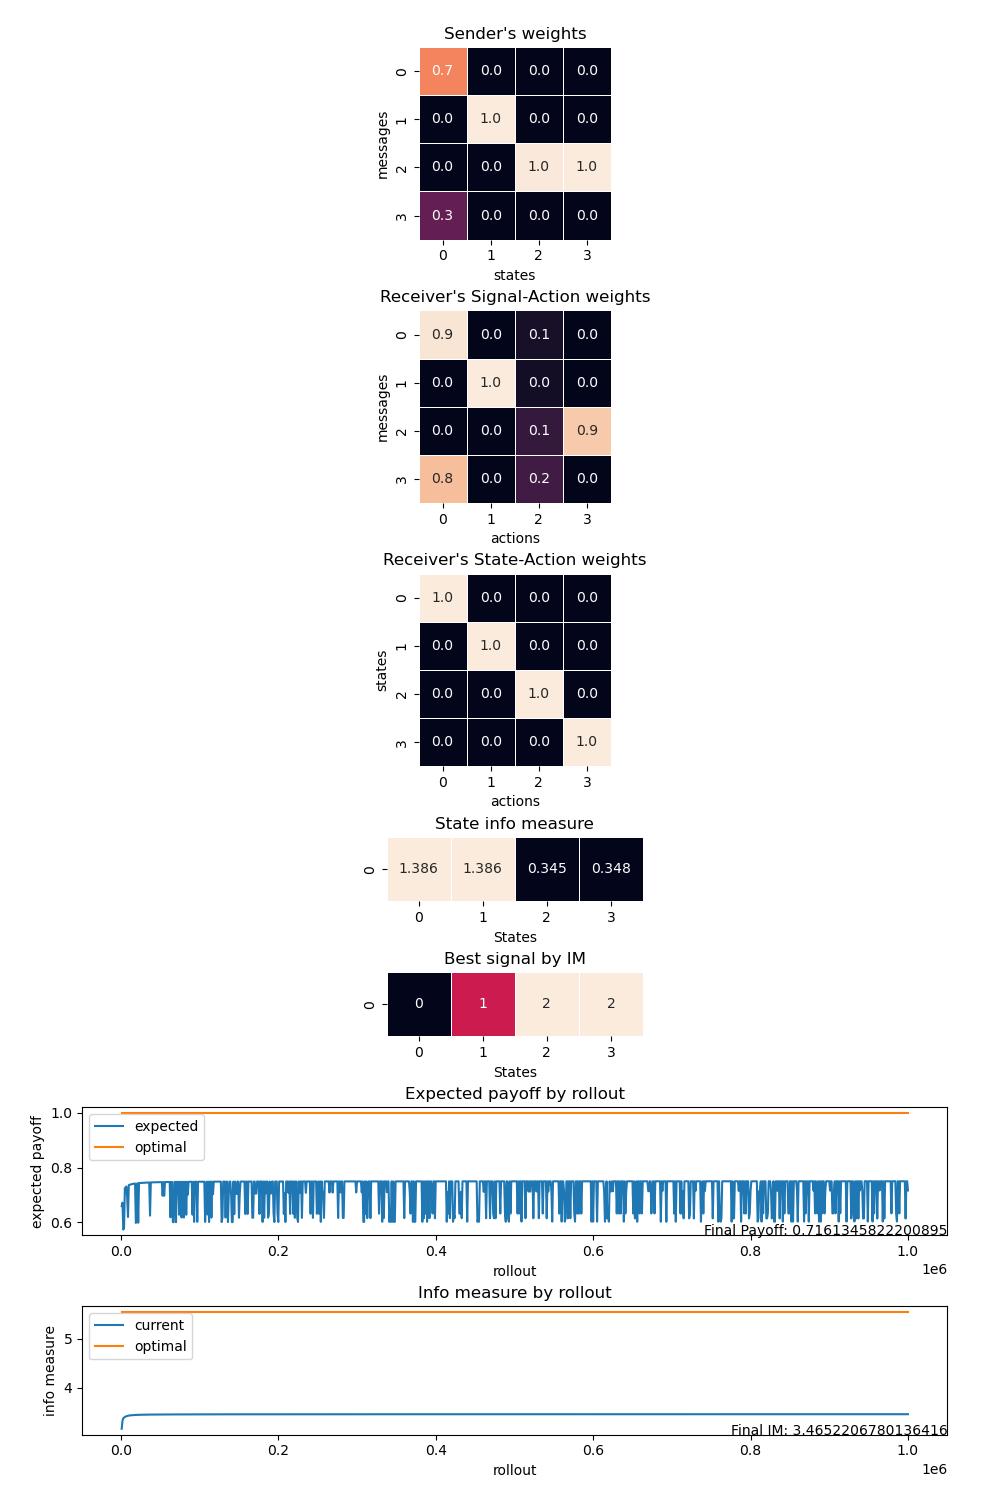 Sender's weights
0 0.7 0.0 0.0 0.0
1 0.0 1.0 0.0 0.0
messages
2 0.0 0.0 1.0 1.0
3 0.3 0.0 0.0 0.0
0 1 2 3
states
Receiver's Signal-Action weights
0 0.9 0.0 0.1 0.0
1 0.0 1.0 0.0 0.0
messages
2 0.0 0.0 0.1 0.9
3 0.8 0.0 0.2 0.0
0 1 2 3
actions
Receiver's State-Action weights
0 1.0 0.0 0.0 0.0
1 0.0 1.0 0.0 0.0
states
2 0.0 0.0 1.0 0.0
3 0.0 0.0 0.0 1.0
0 1 2 3
actions
State info measure
0 1.386 1.386 0.345 0.348
0 1 2 3
States
Best signal by IM
0 0 1 2 2
0 1 2 3
States
Expected payoff by rollout
expected payoff
1.0
0.8
0.6
expected
optimal
Final Payoff: 0.7161345822200895
0.0 0.2 0.4 0.6 0.8 1.0
1e6
rollout
Info measure by rollout
info measure
5
4
current
optimal
Final IM: 3.4652206780136416
0.0 0.2 0.4 0.6 0.8 1.0
1e6
rollout